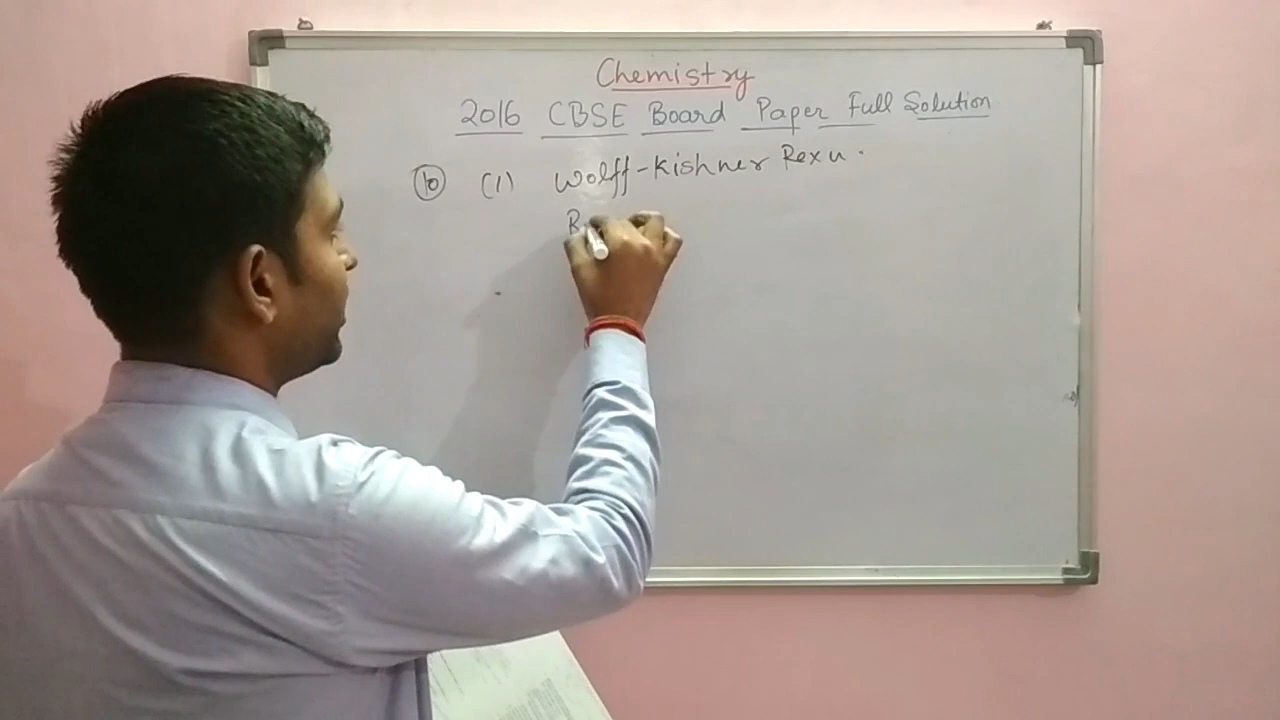 Chemistry
2016 CBSE Board Paper Full Solution
10 (1) Wolff-Kishner Rexn.
R